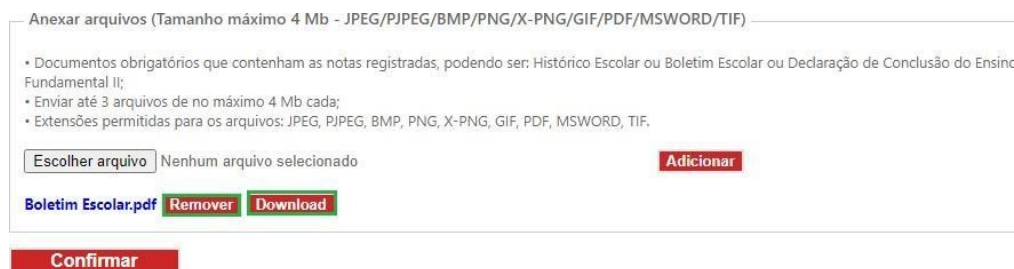 Anexar arquivos (Tamanho máximo 4 Mb - JPEG/PJPEG/BMP/PNG/X-PNG/GIF/PDF/MSWORD/TIF)
• Documentos obrigatórios que contenham as notas registradas, podendo ser: Histórico Escolar ou Boletim Escolar ou Declaração de Conclusão do Ensino
Fundamental II;
• Enviar até 3 arquivos de no máximo 4 Mb cada;
• Extensões permitidas para os arquivos: JPEG, PJPEG, BMP, PNG, X-PNG, GIF, PDF, MSWORD, TIF.
Escolher arquivo Nenhum arquivo selecionado Adicionar
Boletim Escolar.pdf Remover Download
Confirmar